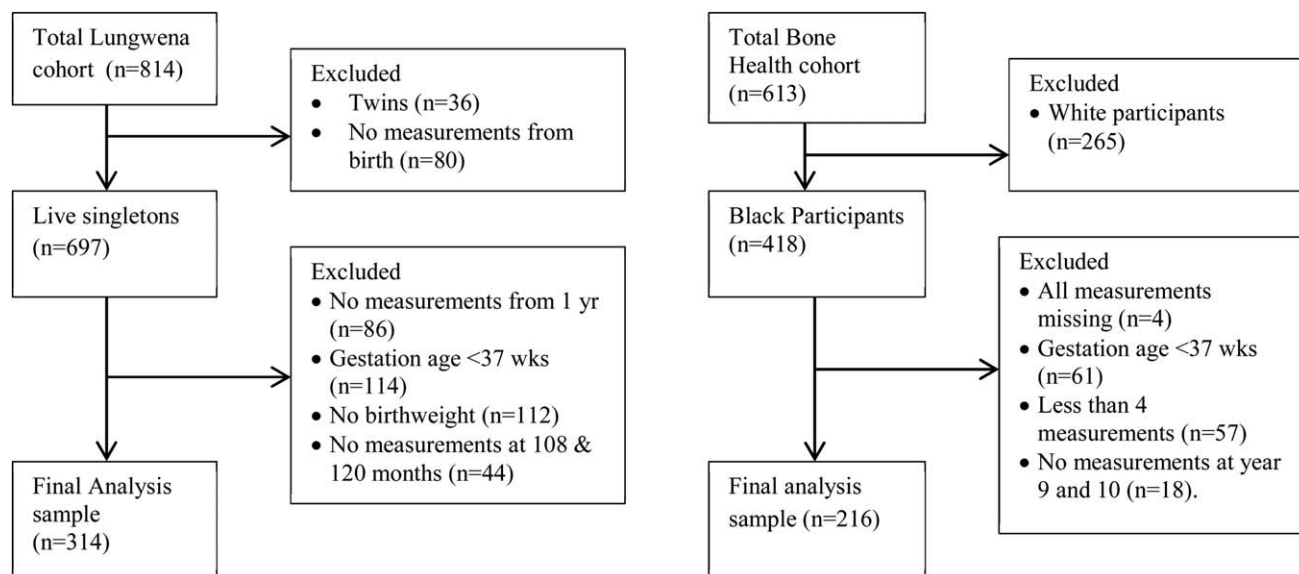 Total Lungwena
cohort (n=814)
Excluded
• Twins (n=36)
• No measurements from
birth (n=80)
Live singletons
(n=697)
Excluded
• No measurements from 1 yr
(n=86)
• Gestation age <37 wks
(n=114)
• No birthweight (n=112)
• No measurements at 108 &
120 months (n=44)
Final Analysis
sample
(n=314)
Total Bone
Health cohort
(n=613)
Excluded
• White participants
(n=265)
Black Participants
(n=418)
Excluded
• All measurements
missing (n=4)
• Gestation age <37 wks
(n=61)
• Less than 4
measurements (n=57)
• No measurements at year
9 and 10 (n=18).
Final analysis
sample (n=216)